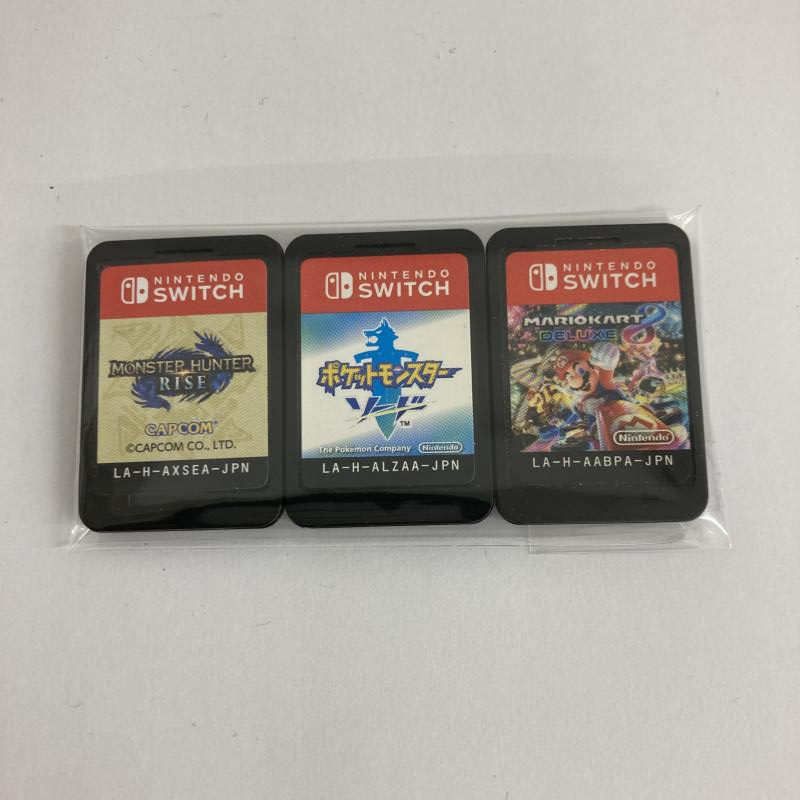 NINTENDO
SWITCH
MONSTER HUNTER
RISE
CAPCOM
©CAPCOM CO., LTD.
LA-H-AXSEA-JPN
NINTENDO
SWITCH
ポケットモンスター
ソード
TM
The Pokémon Company
Nintendo
LA-H-ALZAA-JPN
NINTENDO
SWITCH
MARIOKART 8
DELUXE
Nintendo
LA-H-AABPA-JPN